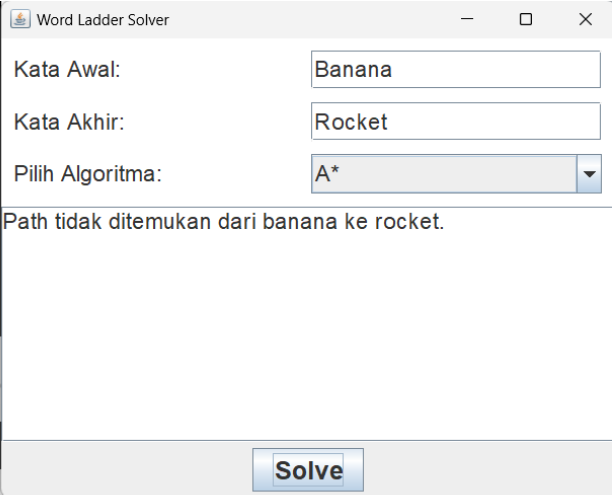 Word Ladder Solver
Kata Awal: Banana
Kata Akhir: Rocket
Pilih Algoritma: A*
Path tidak ditemukan dari banana ke rocket.
Solve